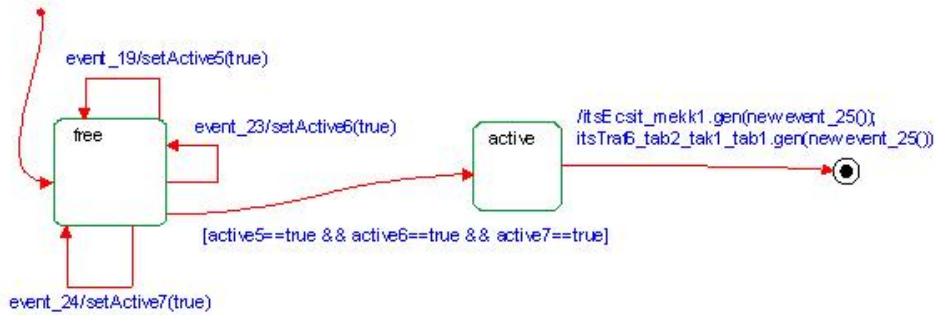 event_19/setActive5(true)
event_23/setActive6(true)
free
active
/itsEcsit_mekk1.gen(new event_25();
itsTraf6_tab2_tak1_tab1.gen(new event_25())
[active5==true && active6==true && active7==true]
event_24/setActive7(true)